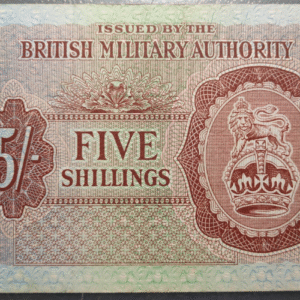 ISSUED BY THE
BRITISH MILITARY AUTHORITY
5/-
FIVE
SHILLINGS